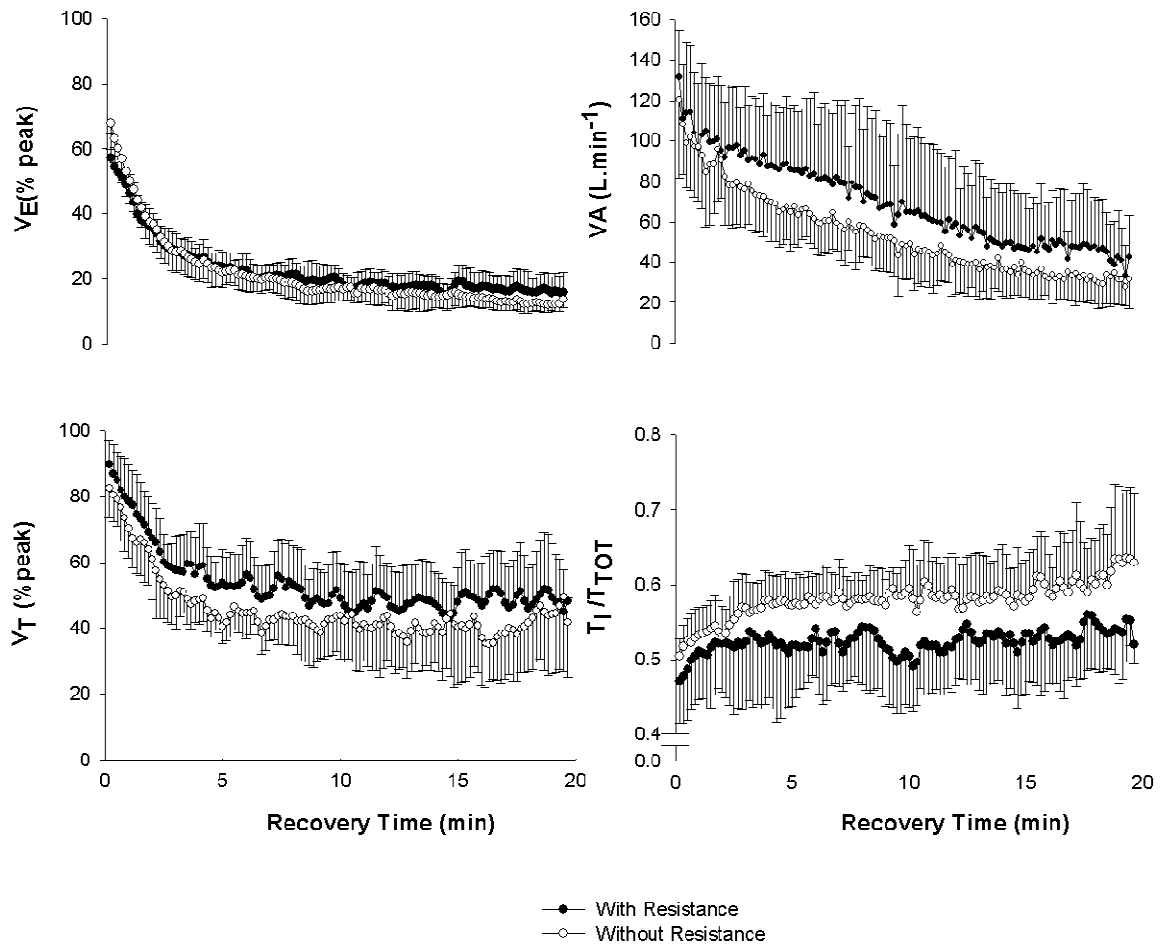 100
80
60
40
20
0
VE(% peak)
160
140
120
100
80
60
40
20
0
VA (L.min-1)
100
80
60
40
20
0
VT (% peak)
0 5 10 15 20
Recovery Time (min)
0.8
0.7
0.6
0.5
0.4
0.0
TI/TTOT
0 5 10 15 20
Recovery Time (min)
With Resistance
Without Resistance